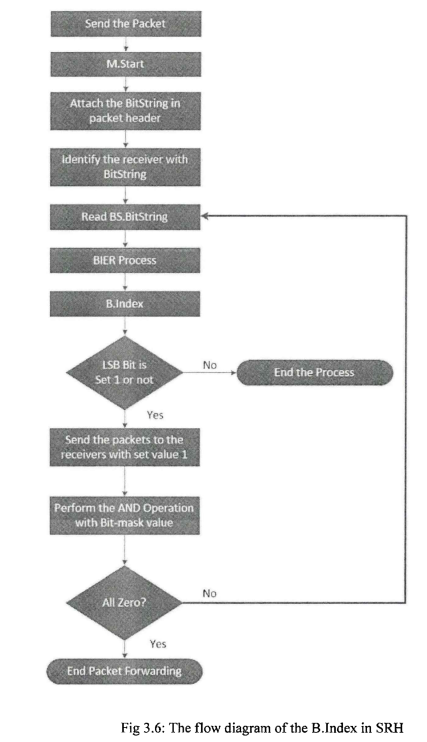 Send the Packet
M.Start
Attach the BitString in
packet header
Identify the receiver with
BitString
Read BS.BitString
BIER Process
B.Index
LSB Bit is
Set 1 or not
No
End the Process
Yes
Send the packets to the
receivers with set value 1
Perform the AND Operation
with Bit-mask value
All Zero?
No
Yes
End Packet Forwarding
Fig 3.6: The flow diagram of the B.Index in SRH